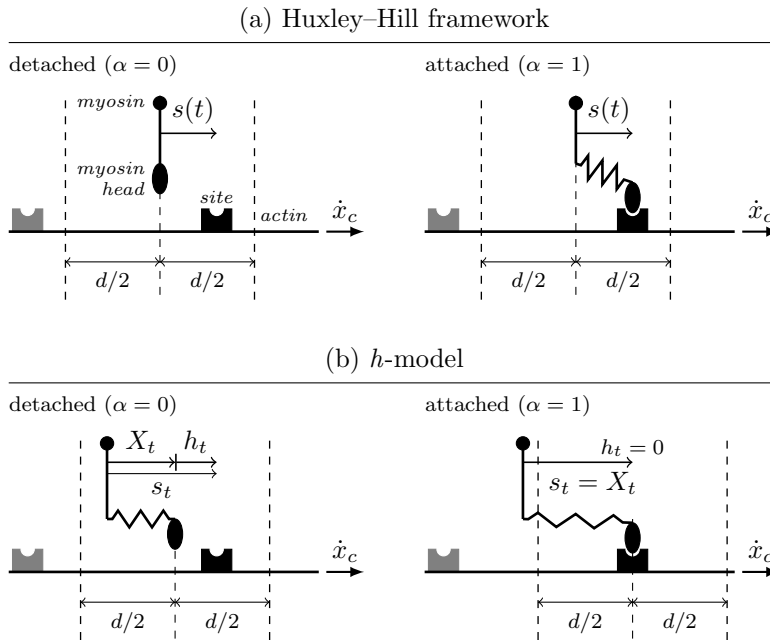 (a) Huxley–Hill framework
detached (α = 0)
attached (α = 1)
myosin
s(t)
s(t)
myosin
head
site
actin
ẋ_c
ẋ_c
d/2
d/2
d/2
d/2
(b) h-model
detached (α = 0)
attached (α = 1)
X_t
h_t
h_t = 0
s_t
s_t = X_t
ẋ_c
ẋ_c
d/2
d/2
d/2
d/2